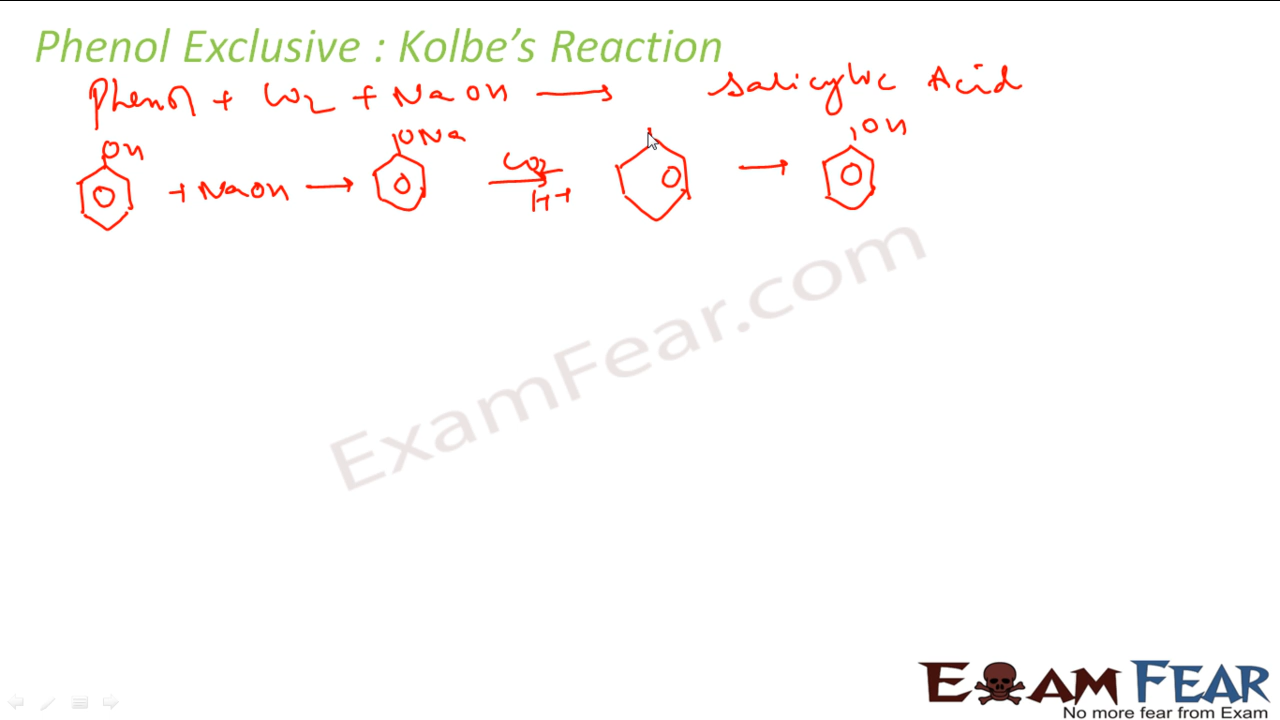 Phenol Exclusive : Kolbe's Reaction
Phenol + CO2 + NaOH ⟶ Salicylic Acid
OH ONa OH
+ NaOH ⟶ CO2 ⟶
H+
ExamFear.com
EXAM FEAR
No more fear from Exam